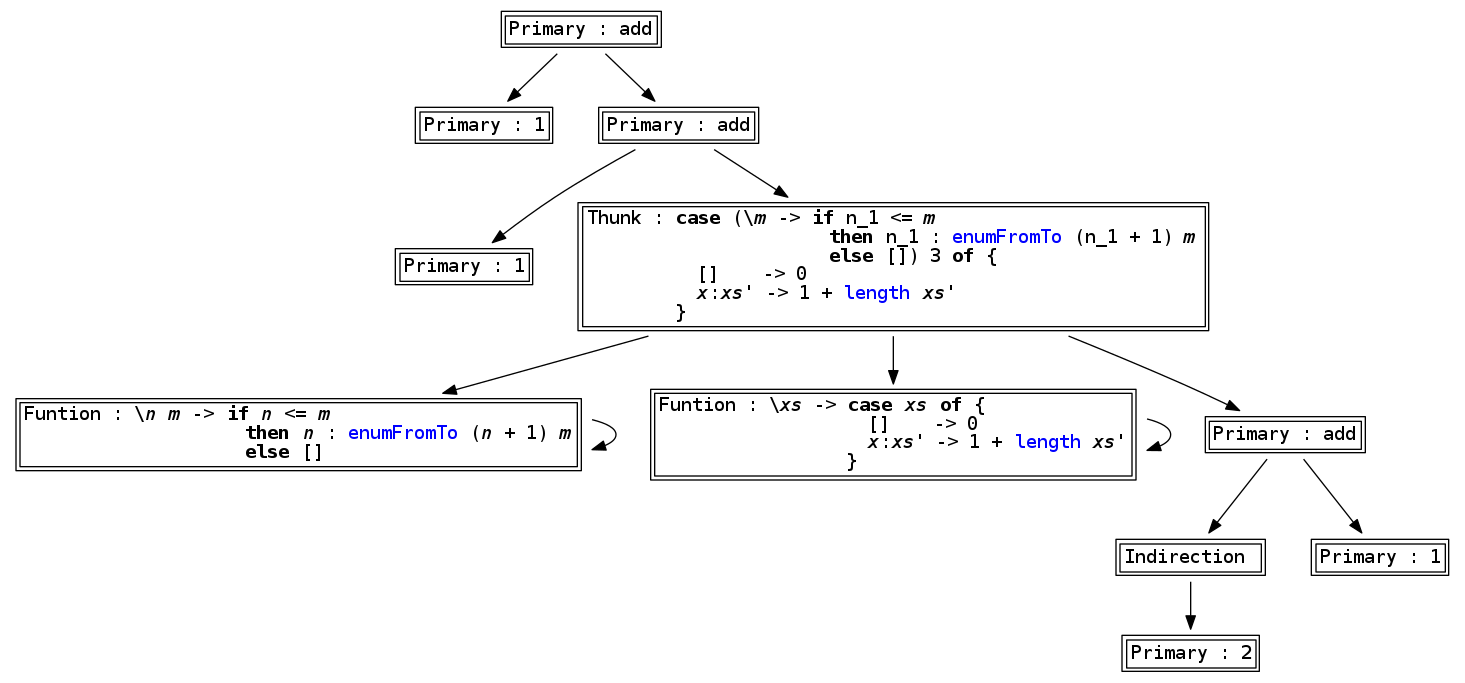 Primary : add
Primary : 1
Primary : add
Primary : 1
Thunk : case (\m -> if n_1 <= m
then n_1 : enumFromTo (n_1 + 1) m
else []) 3 of {
[] -> 0
x:xs' -> 1 + length xs'
}
Funtion : \n m -> if n <= m
then n : enumFromTo (n + 1) m
else []
Funtion : \xs -> case xs of {
[] -> 0
x:xs' -> 1 + length xs'
}
Primary : add
Indirection
Primary : 1
Primary : 2